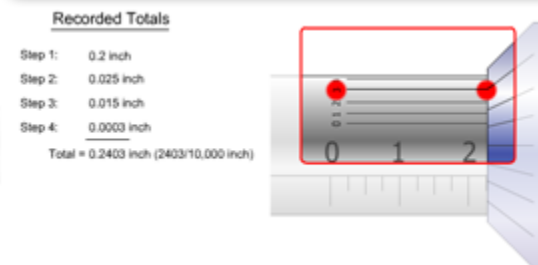 Recorded Totals
Step 1: 0.2 inch
Step 2: 0.025 inch
Step 3: 0.015 inch
Step 4: 0.0003 inch
Total = 0.2403 inch (2403/10,000 inch)
0 1 2